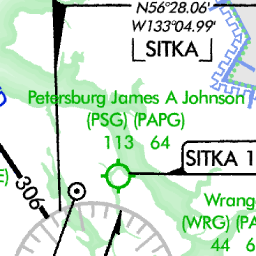 N56°28.06'
W133°04.99'
SITKA
Petersburg James A Johnson
(PSG) (PAPG)
113 64
SITKA 1
E)
306
Wrang
(WRG) (PA
44 6